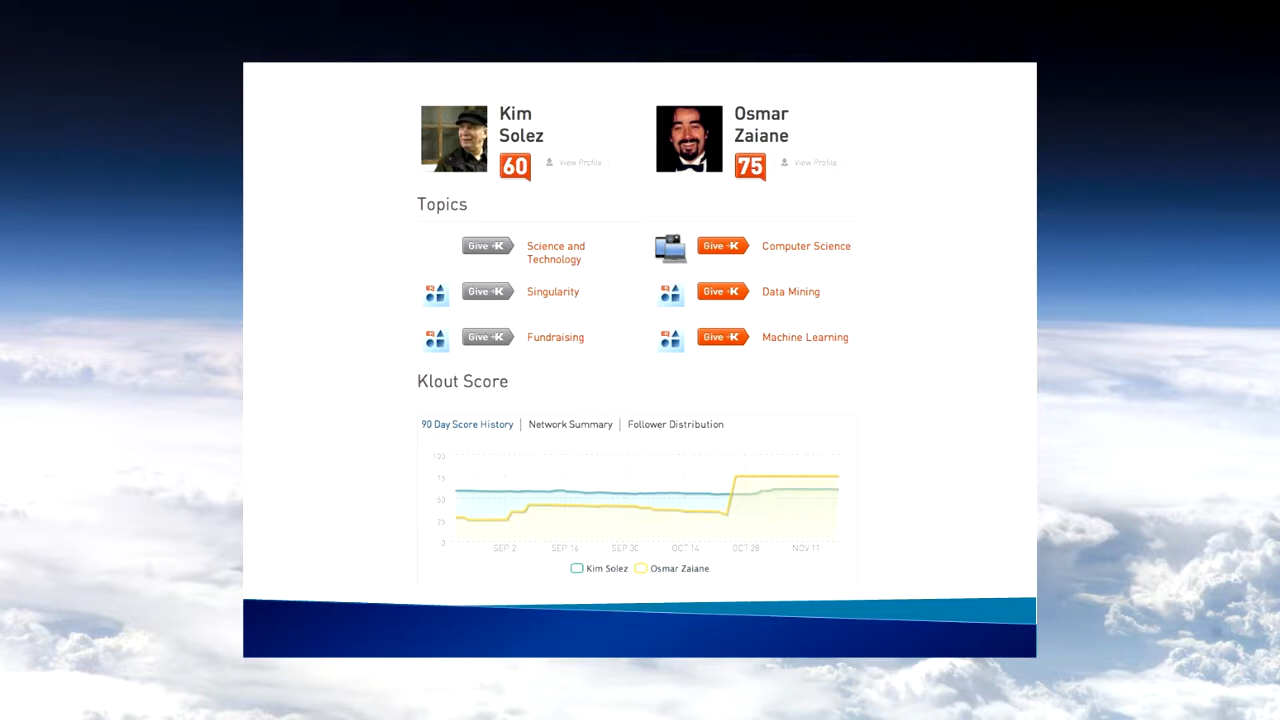 Kim
Solez
60
View Profile
Osmar
Zaiane
75
View Profile
Topics
Give +K
Science and
Technology
Give +K
Computer Science
Give +K
Singularity
Give +K
Data Mining
Give +K
Fundraising
Give +K
Machine Learning
Klout Score
90 Day Score History | Network Summary | Follower Distribution
100
75
50
25
0
SEP 2 SEP 16 SEP 30 OCT 14 OCT 28 NOV 11
Kim Solez Osmar Zaiane